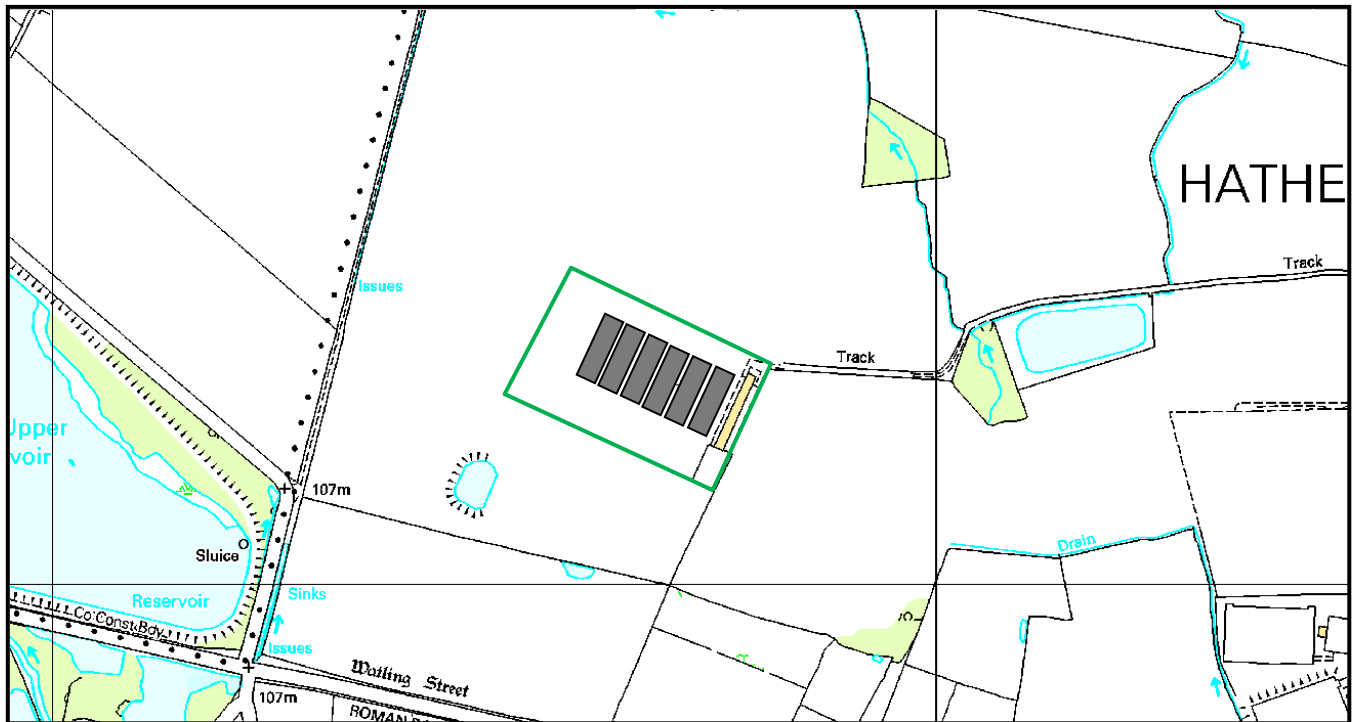 HATHE
Track
Issues
Track
Upper
voir
107m
Sluice
Drain
Reservoir
Sinks
Co Const Bdy
Issues
Watling Street
107m
ROMAN